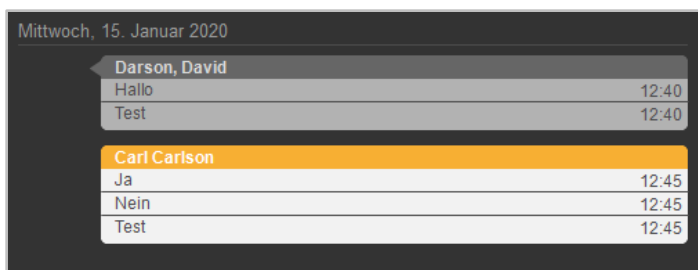 Mittwoch, 15. Januar 2020
Darson, David
Hallo 12:40
Test 12:40
Carl Carlson
Ja 12:45
Nein 12:45
Test 12:45